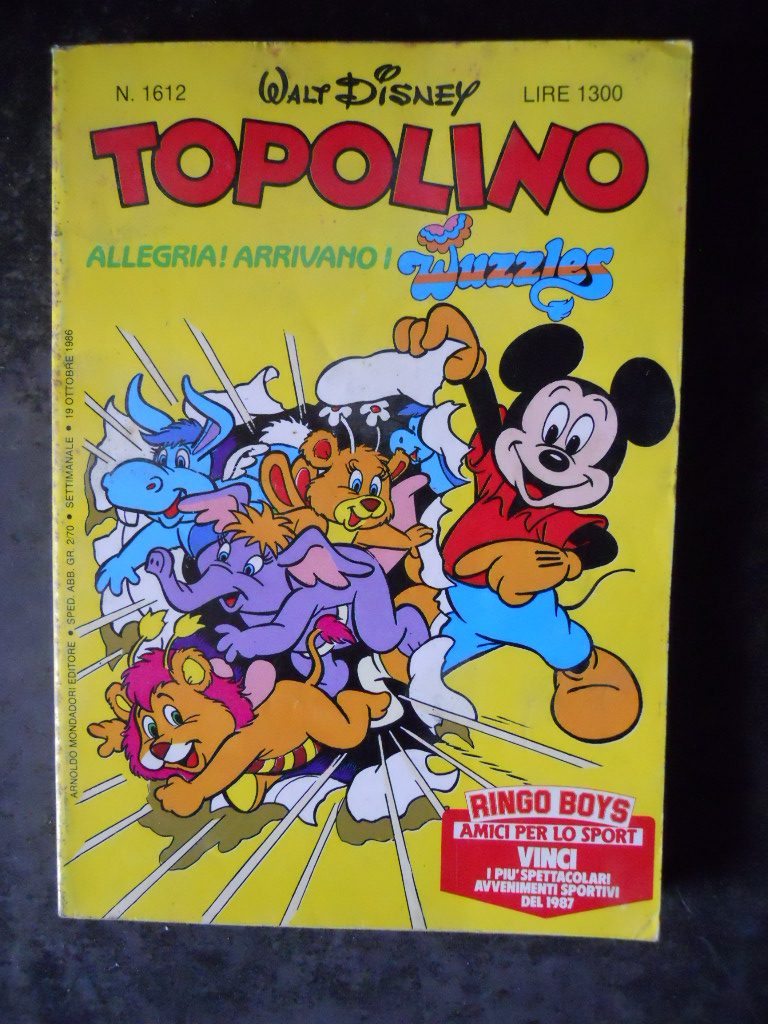 N. 1612
WALT DISNEY
LIRE 1300
TOPOLINO
ALLEGRIA! ARRIVANO I Wuzzles
ARNOLDO MONDADORI EDITORE • SPED. ABB. GR. 2/70 • SETTIMANALE • 19 OTTOBRE 1986
RINGO BOYS
AMICI PER LO SPORT
VINCI
I PIU' SPETTACOLARI
AVVENIMENTI SPORTIVI
DEL 1987